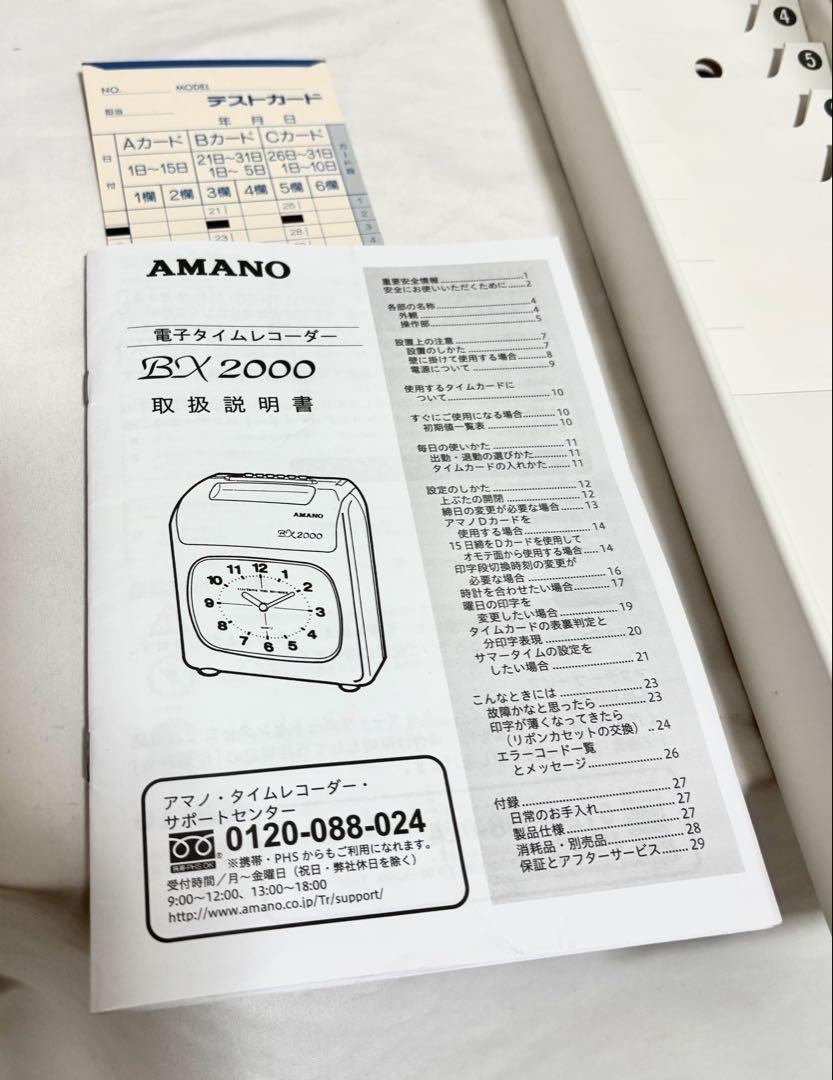 NO.
MODEL
テストカード
担当
年 月 日
日付
Aカード Bカード Cカード
1日～15日 21日～31日 26日～31日
1日～ 5日 1日～10日
1欄 2欄 3欄 4欄 5欄 6欄
21
26
23
28
1
2
3
4
❹
❺
AMANO
電子タイムレコーダー
BX2000
取扱説明書
AMANO
BX2000
12
1
2
3
4
5
6
7
8
9
10
11
アマノ・タイムレコーダー・
サポートセンター
0120-088-024
携帯・PHS OK
※携帯・PHSからもご利用になれます。
受付時間／月～金曜日（祝日・弊社休日を除く）
9:00～12:00、13:00～18:00
http://www.amano.co.jp/Tr/support/
重要安全情報 ........................1
安全にお使いいただくために ......2
各部の名称 ........................4
外観 ........................4
操作部 ........................5
設置上の注意 ........................7
設置のしかた ........................7
壁に掛けて使用する場合 ........8
電源について ........................9
使用するタイムカードに
ついて ........................10
すぐにご使用になる場合 ..........10
初期値一覧表 ........................10
毎日の使いかた ........................11
出勤・退勤の選びかた ........11
タイムカードの入れかた ....11
設定のしかた ........................12
上ぶたの開閉 ........................12
締日の変更が必要な場合 ......13
アマノDカードを
使用する場合 ........................14
15日締をDカードを使用して
オモテ面から使用する場合 ....14
印字段切換時刻の変更が
必要な場合 ........................16
時計を合わせたい場合 ..........17
曜日の印字を
変更したい場合 ..................19
タイムカードの表裏判定と
分印字表現 ........................20
サマータイムの設定を
したい場合 ........................21
こんなときには ........................23
故障かなと思ったら ............23
印字が薄くなってきたら
（リボンカセットの交換） ..24
エラーコード一覧
とメッセージ ........................26
付録 ........................27
日常のお手入れ ........................27
製品仕様 ........................27
消耗品・別売品 ........................28
保証とアフターサービス ........29